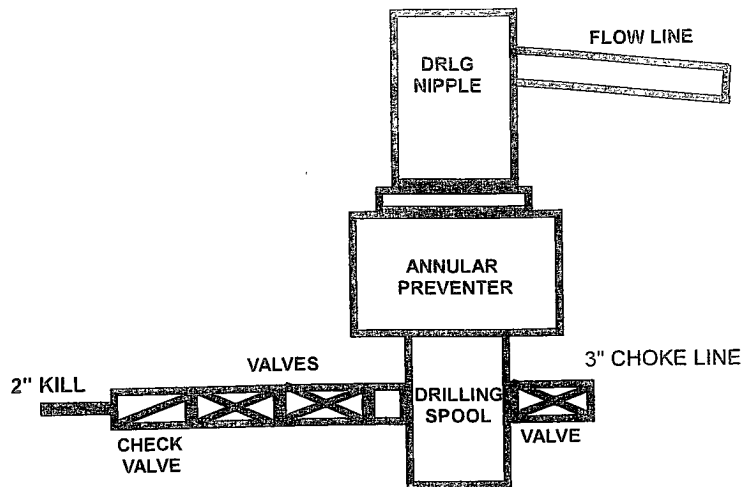 DRLG
NIPPLE
FLOW LINE
ANNULAR
PREVENTER
VALVES
3" CHOKE LINE
2" KILL
DRILLING
SPOOL
CHECK
VALVE
VALVE